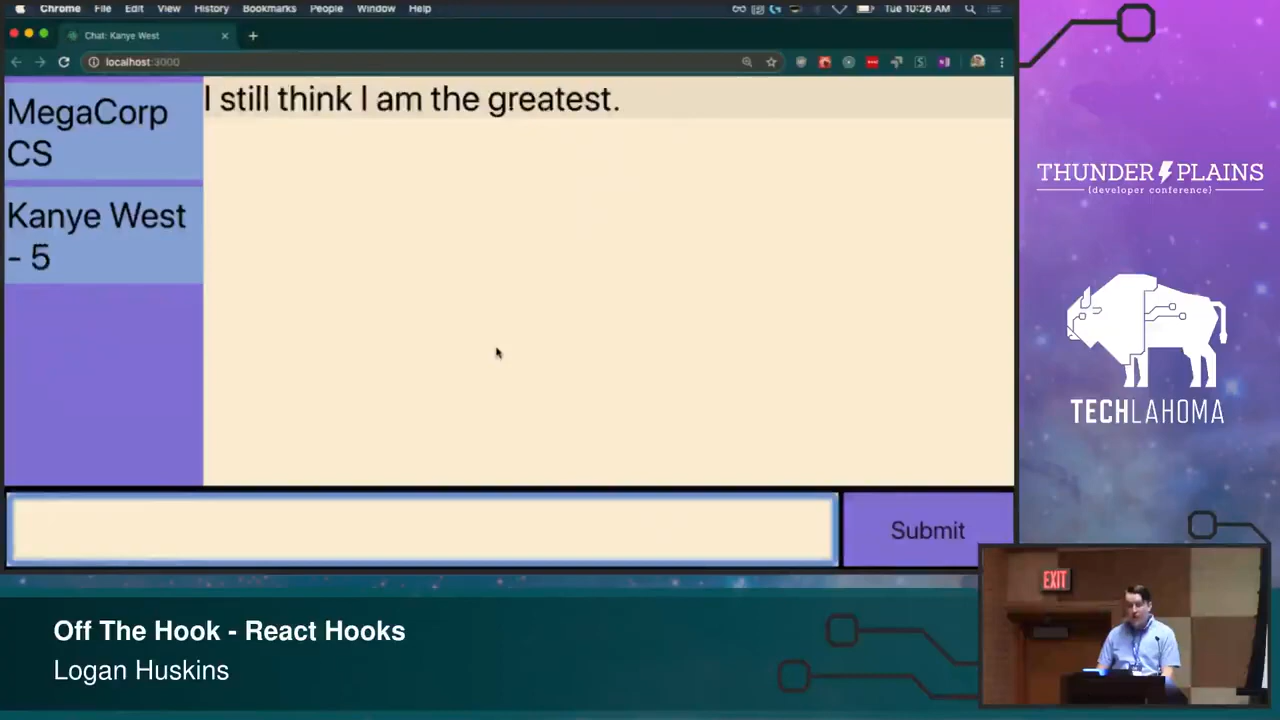 Chrome File Edit View History Bookmarks People Window Help
Tue 10:26 AM
Chat: Kanye West
localhost:3000
MegaCorp
CS
Kanye West
- 5
I still think I am the greatest.
Submit
THUNDER PLAINS
{developer conference}
TECHLAHOMA
EXIT
Off The Hook - React Hooks
Logan Huskins